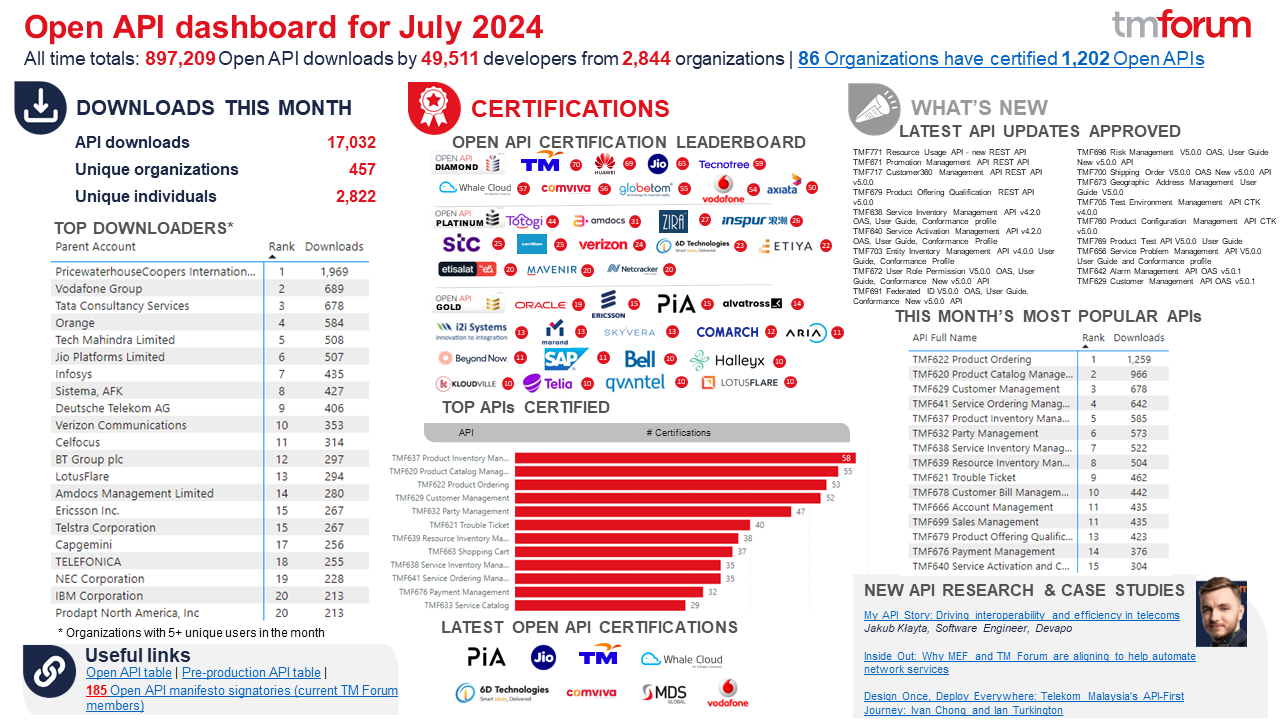 Open API dashboard for July 2024
tmforum
All time totals: 897,209 Open API downloads by 49,511 developers from 2,844 organizations | 86 Organizations have certified 1,202 Open APIs
DOWNLOADS THIS MONTH
API downloads 17,032
Unique organizations 457
Unique individuals 2,822
TOP DOWNLOADERS*
Parent Account Rank Downloads
PricewaterhouseCoopers Internation... 1 1,969
Vodafone Group 2 689
Tata Consultancy Services 3 678
Orange 4 584
Tech Mahindra Limited 5 508
Jio Platforms Limited 6 507
Infosys 7 435
Sistema, AFK 8 427
Deutsche Telekom AG 9 406
Verizon Communications 10 353
Celfocus 11 314
BT Group plc 12 297
LotusFlare 13 294
Amdocs Management Limited 14 280
Ericsson Inc. 15 267
Telstra Corporation 15 267
Capgemini 17 256
TELEFONICA 18 255
NEC Corporation 19 228
IBM Corporation 20 213
Prodapt North America, Inc 20 213
* Organizations with 5+ unique users in the month
Useful links
Open API table | Pre-production API table |
185 Open API manifesto signatories (current TM Forum
members)
CERTIFICATIONS
OPEN API CERTIFICATION LEADERBOARD
OPEN API
DIAMOND
TM 70 HUAWEI 69 Jio 65 Tecnotree 59
Whale Cloud 57 comviva 56 globetom 55 vodafone 54 axiata 50
OPEN API
PLATINUM
Totogi 44 amdocs 31 ZIRA 27 inspur 浪潮 26
stc 25 25 verizon 24 6D Technologies 23 ETIYA 22
etisalat 20 MAVENIR 20 Netcracker 20
OPEN API
GOLD
ORACLE 19 ERICSSON 15 PiA 15 alvatross 14
i2i Systems innovation to integration 13 marand 13 SKYVERA 13 COMARCH 12 ARIA 11
Beyond Now 11 SAP 11 Bell 10 Halleyx 10
KLOUDVILLE 10 Telia 10 qvantel 10 LOTUSFLARE 10
TOP APIs CERTIFIED
API # Certifications
TMF637 Product Inventory Man... 58
TMF620 Product Catalog Manag... 55
TMF622 Product Ordering 53
TMF629 Customer Management 52
TMF632 Party Management 47
TMF621 Trouble Ticket 40
TMF639 Resource Inventory Ma... 38
TMF663 Shopping Cart 37
TMF638 Service Inventory Mana... 35
TMF641 Service Ordering Mana... 35
TMF676 Payment Management 32
TMF633 Service Catalog 29
LATEST OPEN API CERTIFICATIONS
PiA Jio TM Whale Cloud
6D Technologies comviva MDS GLOBAL vodafone
WHAT'S NEW
LATEST API UPDATES APPROVED
TMF771 Resource Usage API - new REST API
TMF671 Promotion Management API REST API
TMF717 Customer360 Management API REST API
v5.0.0
TMF679 Product Offering Qualification REST API
v5.0.0
TMF638 Service Inventory Management API v4.2.0
OAS, User Guide, Conformance profile
TMF640 Service Activation Management API v4.2.0
OAS, User Guide, Conformance Profile
TMF703 Entity Inventory Management API v4.0.0 User
Guide, Conformance Profile
TMF672 User Role Permission V5.0.0 OAS, User
Guide, Conformance New v5.0.0 API
TMF691 Federated ID V5.0.0 OAS, User Guide,
Conformance New v5.0.0 API
TMF696 Risk Management V5.0.0 OAS, User Guide
New v5.0.0 API
TMF700 Shipping Order V5.0.0 OAS New v5.0.0 API
TMF673 Geographic Address Management User
Guide V5.0.0
TMF705 Test Environment Management API CTK
v4.0.0
TMF760 Product Configuration Management API CTK
v5.0.0
TMF769 Product Test API V5.0.0 User Guide
TMF656 Service Problem Management API V5.0.0
User Guide and Conformance profile
TMF642 Alarm Management API OAS v5.0.1
TMF629 Customer Management API OAS v5.0.1
THIS MONTH'S MOST POPULAR APIs
API Full Name Rank Downloads
TMF622 Product Ordering 1 1,259
TMF620 Product Catalog Manage... 2 966
TMF629 Customer Management 3 678
TMF641 Service Ordering Manag... 4 642
TMF637 Product Inventory Mana... 5 585
TMF632 Party Management 6 573
TMF638 Service Inventory Manag... 7 522
TMF639 Resource Inventory Man... 8 504
TMF621 Trouble Ticket 9 462
TMF678 Customer Bill Managem... 10 442
TMF666 Account Management 11 435
TMF699 Sales Management 11 435
TMF679 Product Offering Qualific... 13 423
TMF676 Payment Management 14 376
TMF640 Service Activation and C... 15 304
NEW API RESEARCH & CASE STUDIES
My API Story: Driving interoperability and efficiency in telecoms
Jakub Kłayta, Software Engineer, Devapo
Inside Out: Why MEF and TM Forum are aligning to help automate
network services
Design Once, Deploy Everywhere: Telekom Malaysia's API-First
Journey: Ivan Chong and Ian Turkington